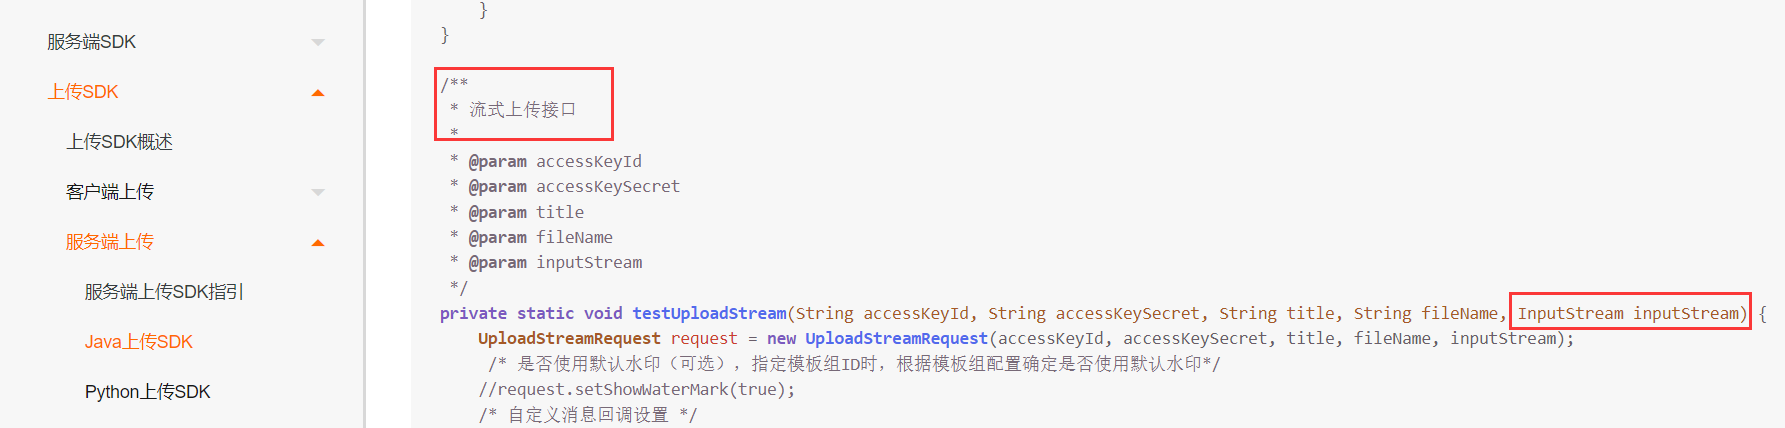 服务端SDK
上传SDK
上传SDK概述
客户端上传
服务端上传
服务端上传SDK指引
Java上传SDK
Python上传SDK
}
}
/**
* 流式上传接口
*
* @param accessKeyId
* @param accessKeySecret
* @param title
* @param fileName
* @param inputStream
*/
private static void testUploadStream(String accessKeyId, String accessKeySecret, String title, String fileName, InputStream inputStream) {
UploadStreamRequest request = new UploadStreamRequest(accessKeyId, accessKeySecret, title, fileName, inputStream);
/* 是否使用默认水印（可选），指定模板组ID时，根据模板组配置确定是否使用默认水印*/
//request.setShowWaterMark(true);
/* 自定义消息回调设置 */